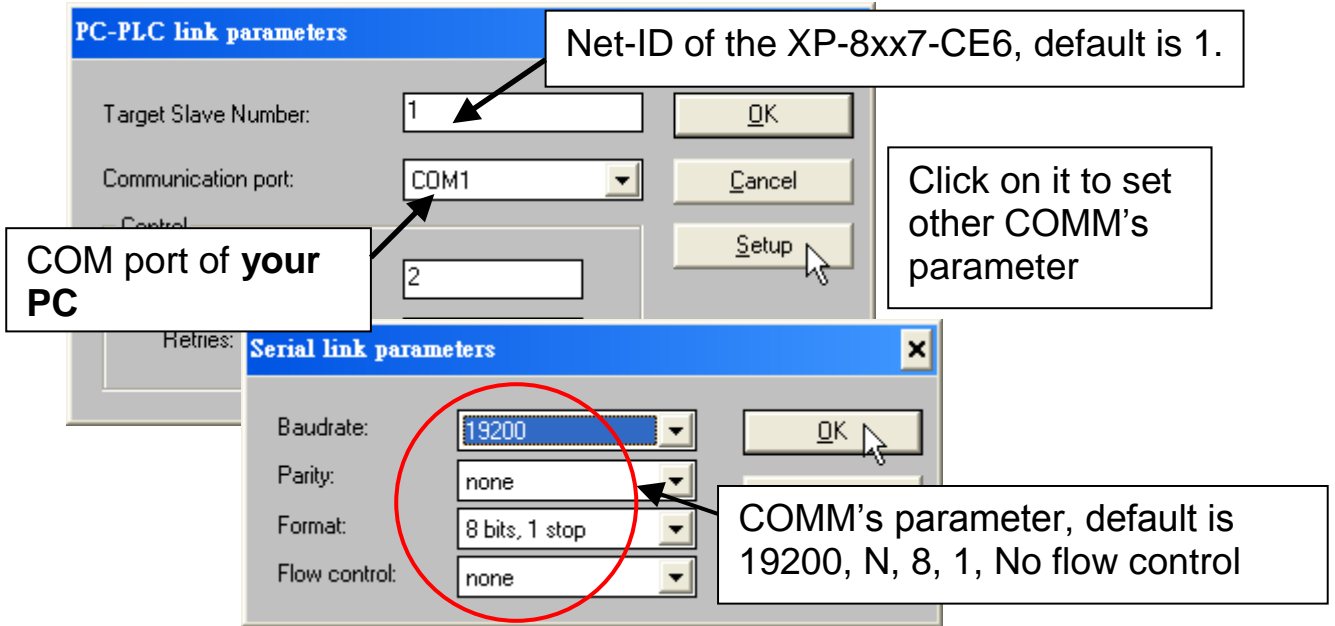 PC-PLC link parameters
Net-ID of the XP-8xx7-CE6, default is 1.
Target Slave Number:
1
OK
Communication port:
COM1
Cancel
Click on it to set
other COMM's
parameter
Control
Setup
COM port of your
PC
2
Retries:
Serial link parameters
Baudrate:
19200
OK
Parity:
none
Format:
8 bits, 1 stop
Flow control:
none
COMM's parameter, default is
19200, N, 8, 1, No flow control